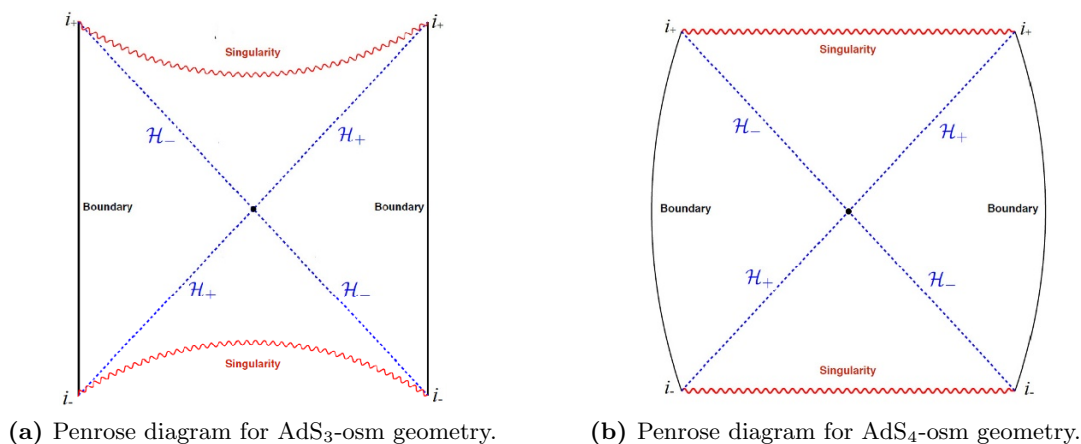 i₊ i₊
Singularity
ℋ₋ ℋ₊
Boundary Boundary
ℋ₊ ℋ₋
Singularity
i₋ i₋
(a) Penrose diagram for AdS₃-osm geometry.
i₊ i₊
Singularity
ℋ₋ ℋ₊
Boundary Boundary
ℋ₊ ℋ₋
Singularity
i₋ i₋
(b) Penrose diagram for AdS₄-osm geometry.